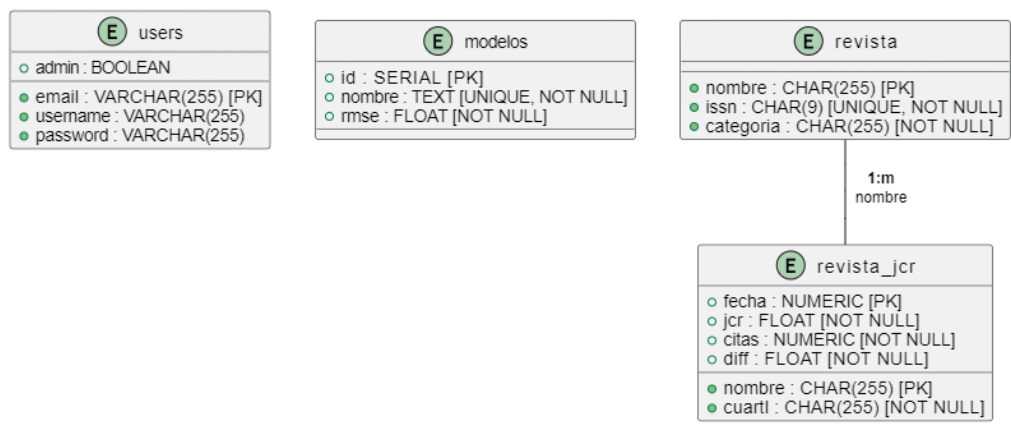 E users
admin : BOOLEAN
email : VARCHAR(255) [PK]
username : VARCHAR(255)
password : VARCHAR(255)
E modelos
id : SERIAL [PK]
nombre : TEXT [UNIQUE, NOT NULL]
rmse : FLOAT [NOT NULL]
E revista
nombre : CHAR(255) [PK]
issn : CHAR(9) [UNIQUE, NOT NULL]
categoria : CHAR(255) [NOT NULL]
1:m
nombre
E revista_jcr
fecha : NUMERIC [PK]
jcr : FLOAT [NOT NULL]
citas : NUMERIC [NOT NULL]
diff : FLOAT [NOT NULL]
nombre : CHAR(255) [PK]
cuartl : CHAR(255) [NOT NULL]